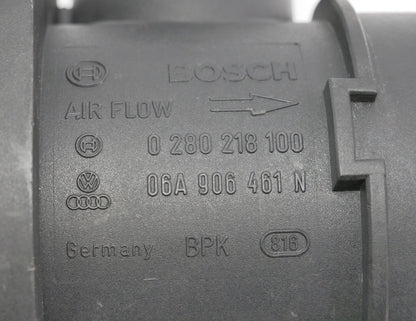 BOSCH
AIR FLOW
0 280 218 100
06A 906 461 N
Germany BPK 816